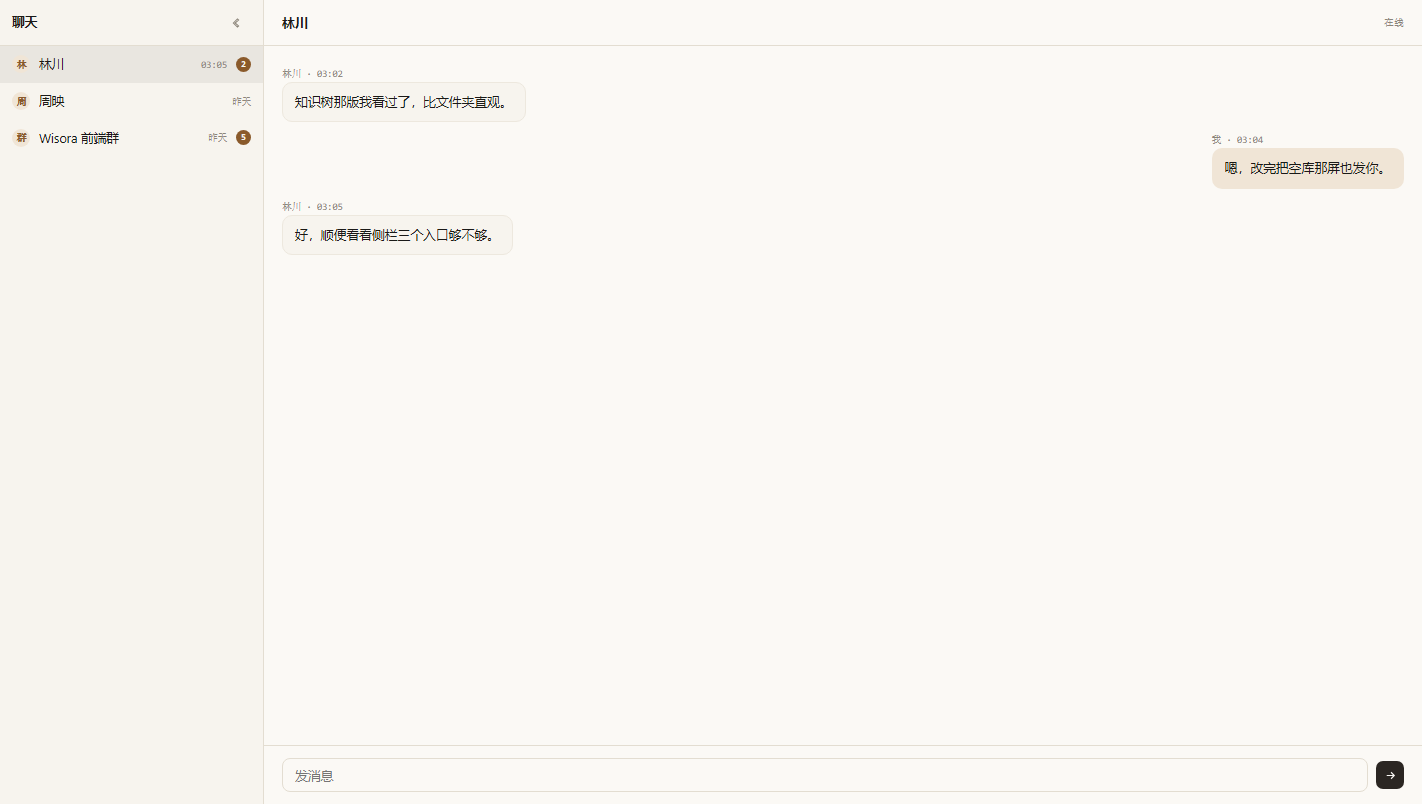 聊天
林 林川 03:05 2
周 周映 昨天
群 Wisora 前端群 昨天 5
林川 在线
林川 · 03:02
知识树那版我看过了，比文件夹直观。
我 · 03:04
嗯，改完把空库那屏也发你。
林川 · 03:05
好，顺便看看侧栏三个入口够不够。
发消息